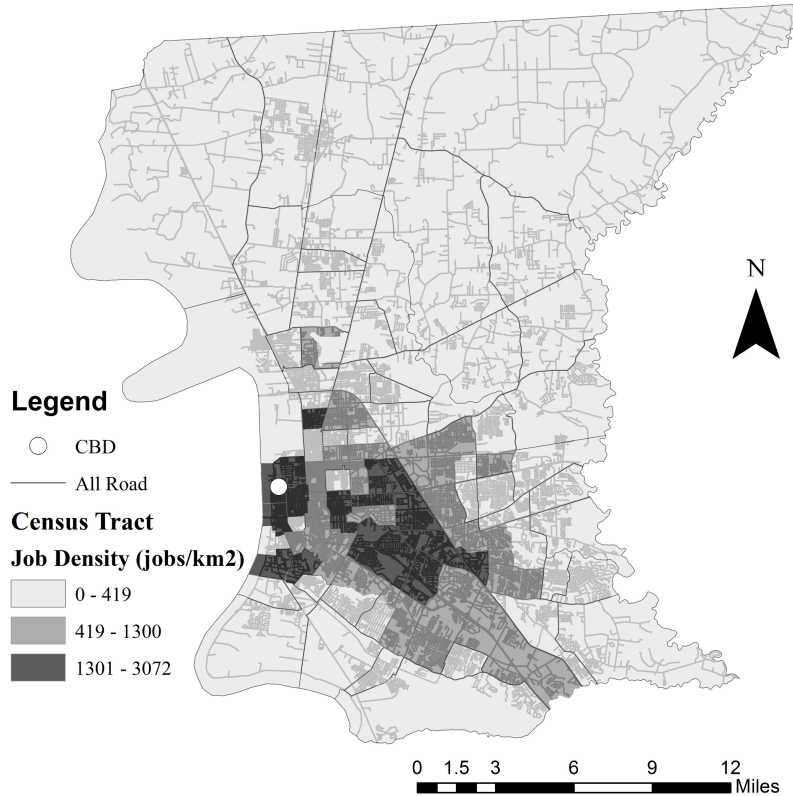 N
Legend
CBD
All Road
Census Tract
Job Density (jobs/km2)
0 - 419
419 - 1300
1301 - 3072
0 1.5 3 6 9 12
Miles